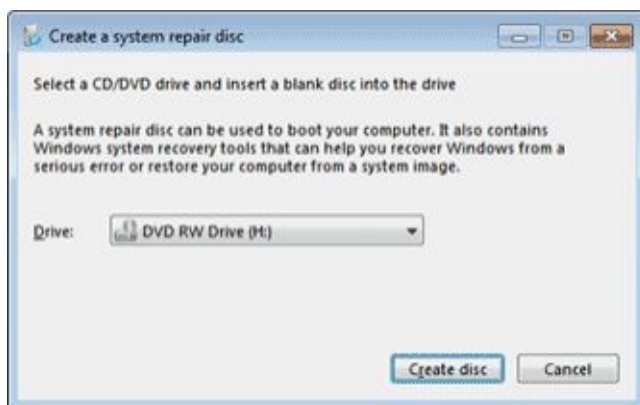 Create a system repair disc
Select a CD/DVD drive and insert a blank disc into the drive
A system repair disc can be used to boot your computer. It also contains
Windows system recovery tools that can help you recover Windows from a
serious error or restore your computer from a system image.
Drive: DVD RW Drive (H:)
Create disc Cancel